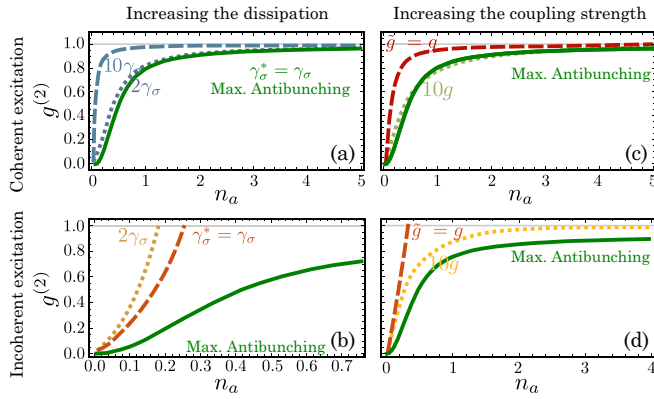 Increasing the dissipation
Increasing the coupling strength
Coherent excitation
g(2)
1.0
0.8
0.6
0.4
0.2
0.0
10γσ
2γσ
γσ* = γσ
Max. Antibunching
(a)
0 1 2 3 4 5
na
g̃ = g
10g
Max. Antibunching
(c)
0 1 2 3 4 5
na
Incoherent excitation
g(2)
1.0
0.8
0.6
0.4
0.2
0.0
2γσ
γσ* = γσ
Max. Antibunching
(b)
0.0 0.1 0.2 0.3 0.4 0.5 0.6 0.7
na
g̃ = g
10g
Max. Antibunching
(d)
0 1 2 3 4
na